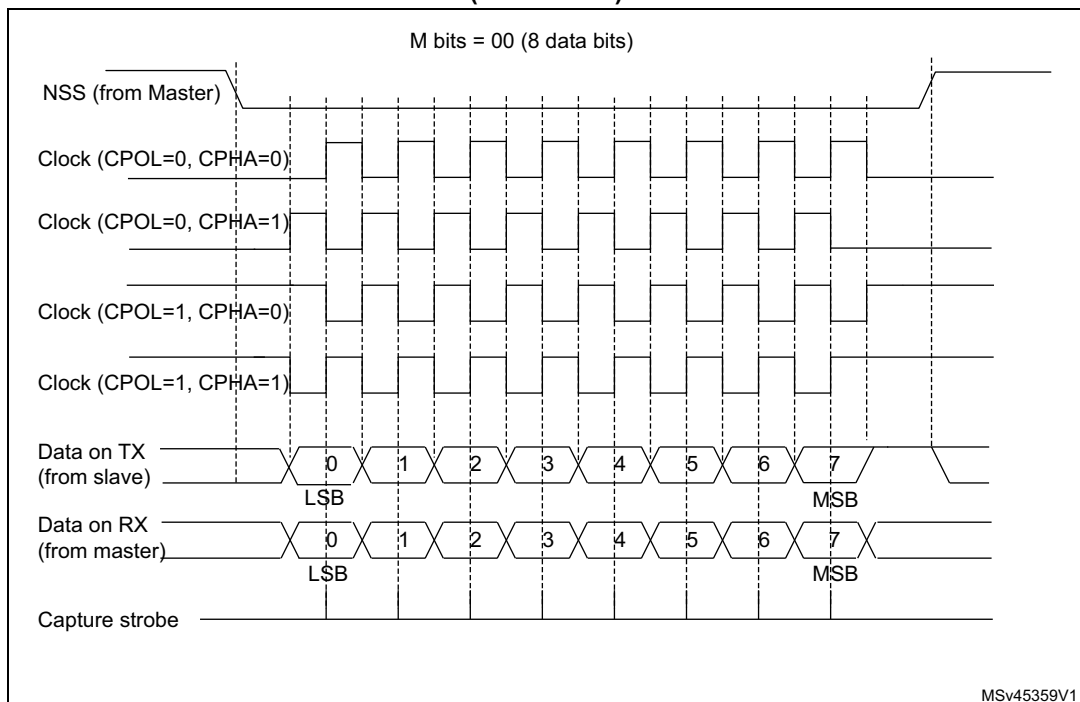 M bits = 00 (8 data bits)
NSS (from Master)
Clock (CPOL=0, CPHA=0)
Clock (CPOL=0, CPHA=1)
Clock (CPOL=1, CPHA=0)
Clock (CPOL=1, CPHA=1)
Data on TX
(from slave)
0 1 2 3 4 5 6 7
LSB MSB
Data on RX
(from master)
0 1 2 3 4 5 6 7
LSB MSB
Capture strobe
MSv45359V1